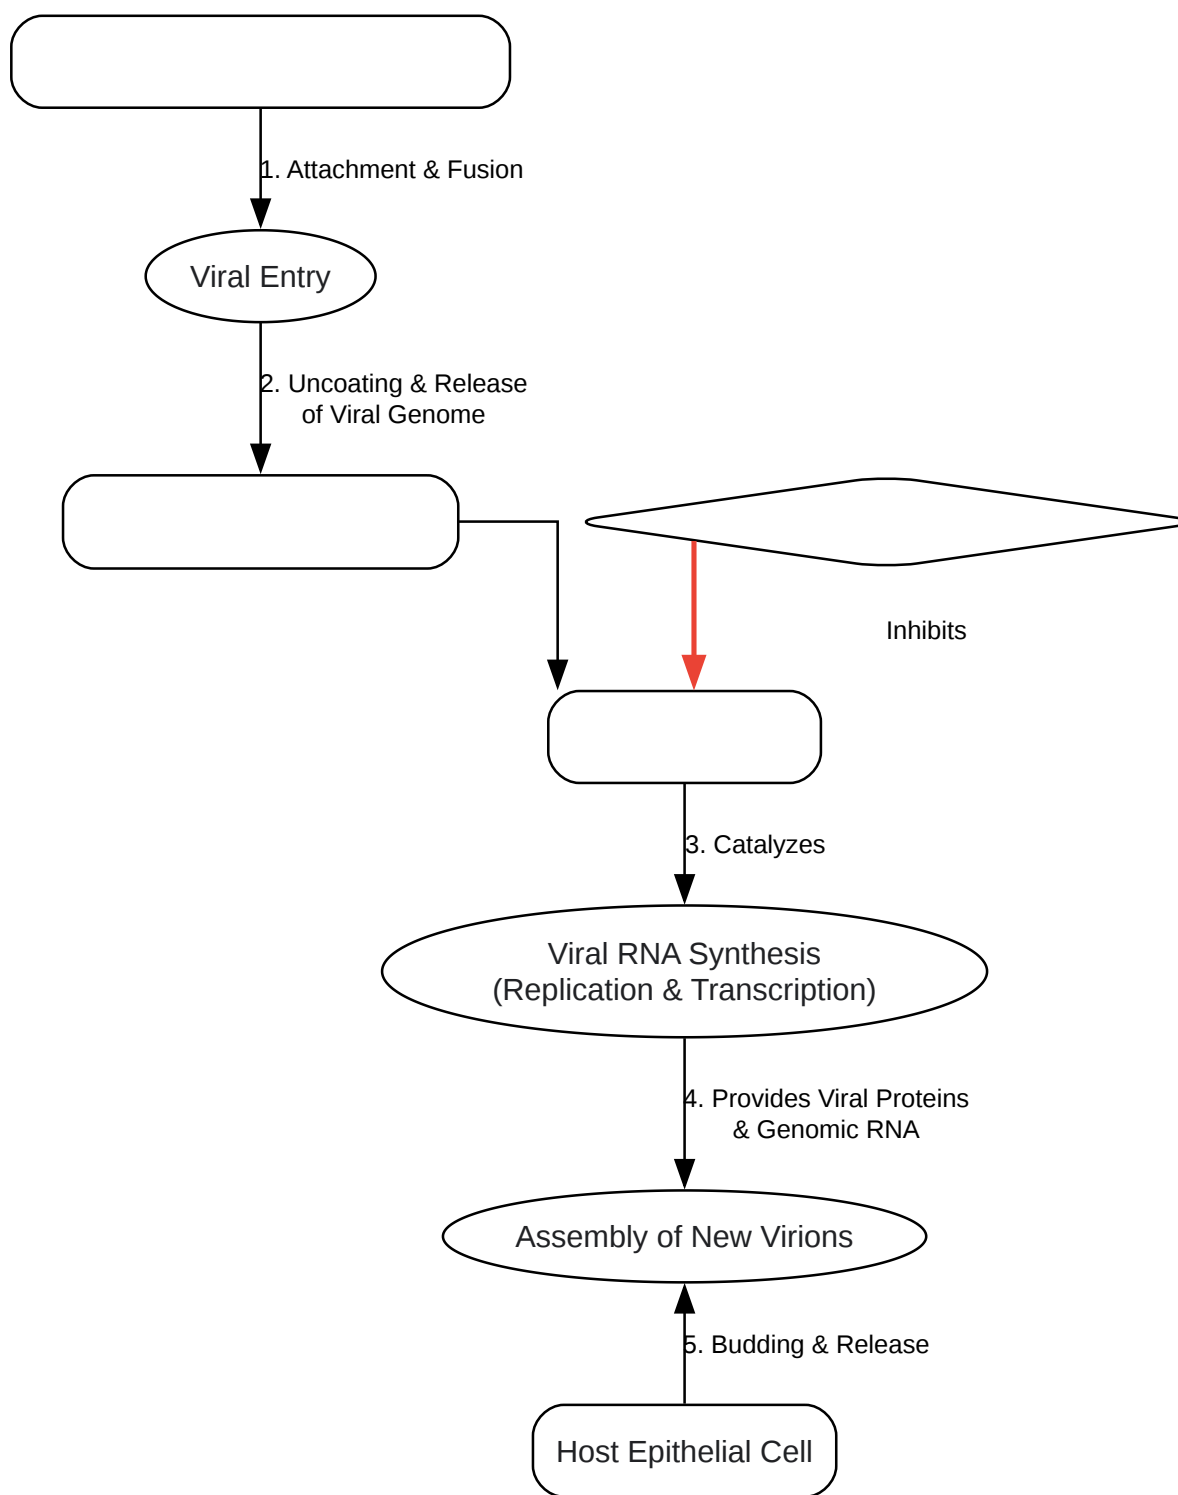 1. Attachment & Fusion
Viral Entry
2. Uncoating & Release
of Viral Genome
Inhibits
3. Catalyzes
Viral RNA Synthesis
(Replication & Transcription)
4. Provides Viral Proteins
& Genomic RNA
Assembly of New Virions
5. Budding & Release
Host Epithelial Cell